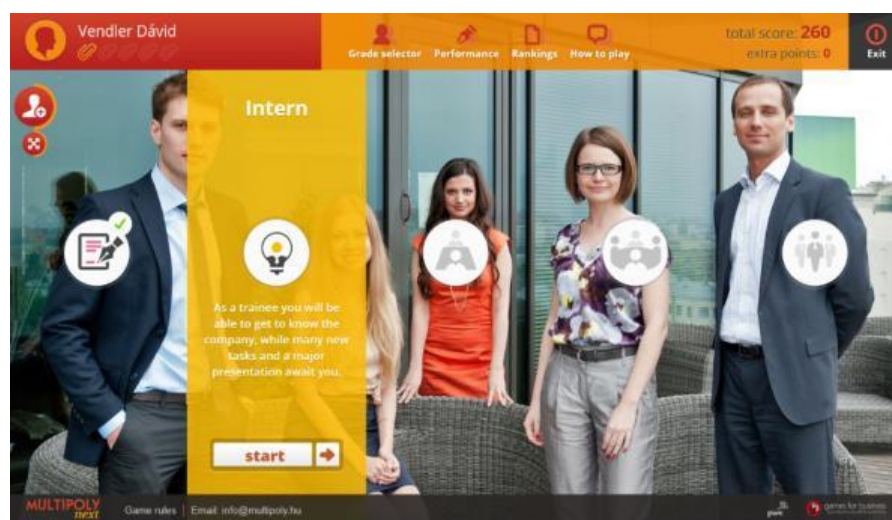 Vendler Dávid
Grade selector Performance Rankings How to play
total score: 260
extra points: 0
Exit
Intern
As a trainee you will be
able to get to know the
company, while many new
tasks and a major
presentation await you.
start
MULTIPOLY
next
Game rules | Email: info@multipoly.hu
pwc
games for business